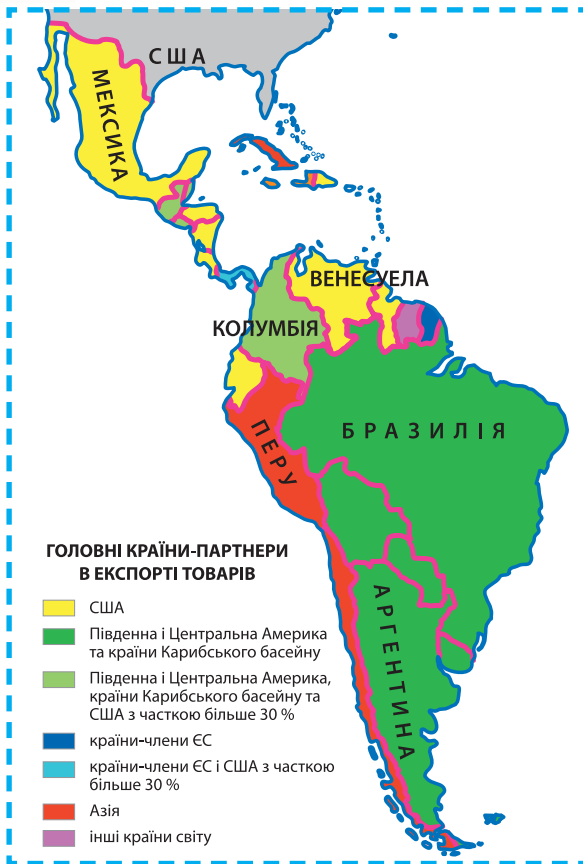 США
МЕКСИКА
ВЕНЕСУЕЛА
КОЛУМБІЯ
БРАЗИЛІЯ
ПЕРУ
АРГЕНТИНА
ГОЛОВНІ КРАЇНИ-ПАРТНЕРИ
В ЕКСПОРТІ ТОВАРІВ
США
Південна і Центральна Америка
та країни Карибського басейну
Південна і Центральна Америка,
країни Карибського басейну та
США з часткою більше 30 %
країни-члени ЄС
країни-члени ЄС і США з часткою
більше 30 %
Азія
інші країни світу